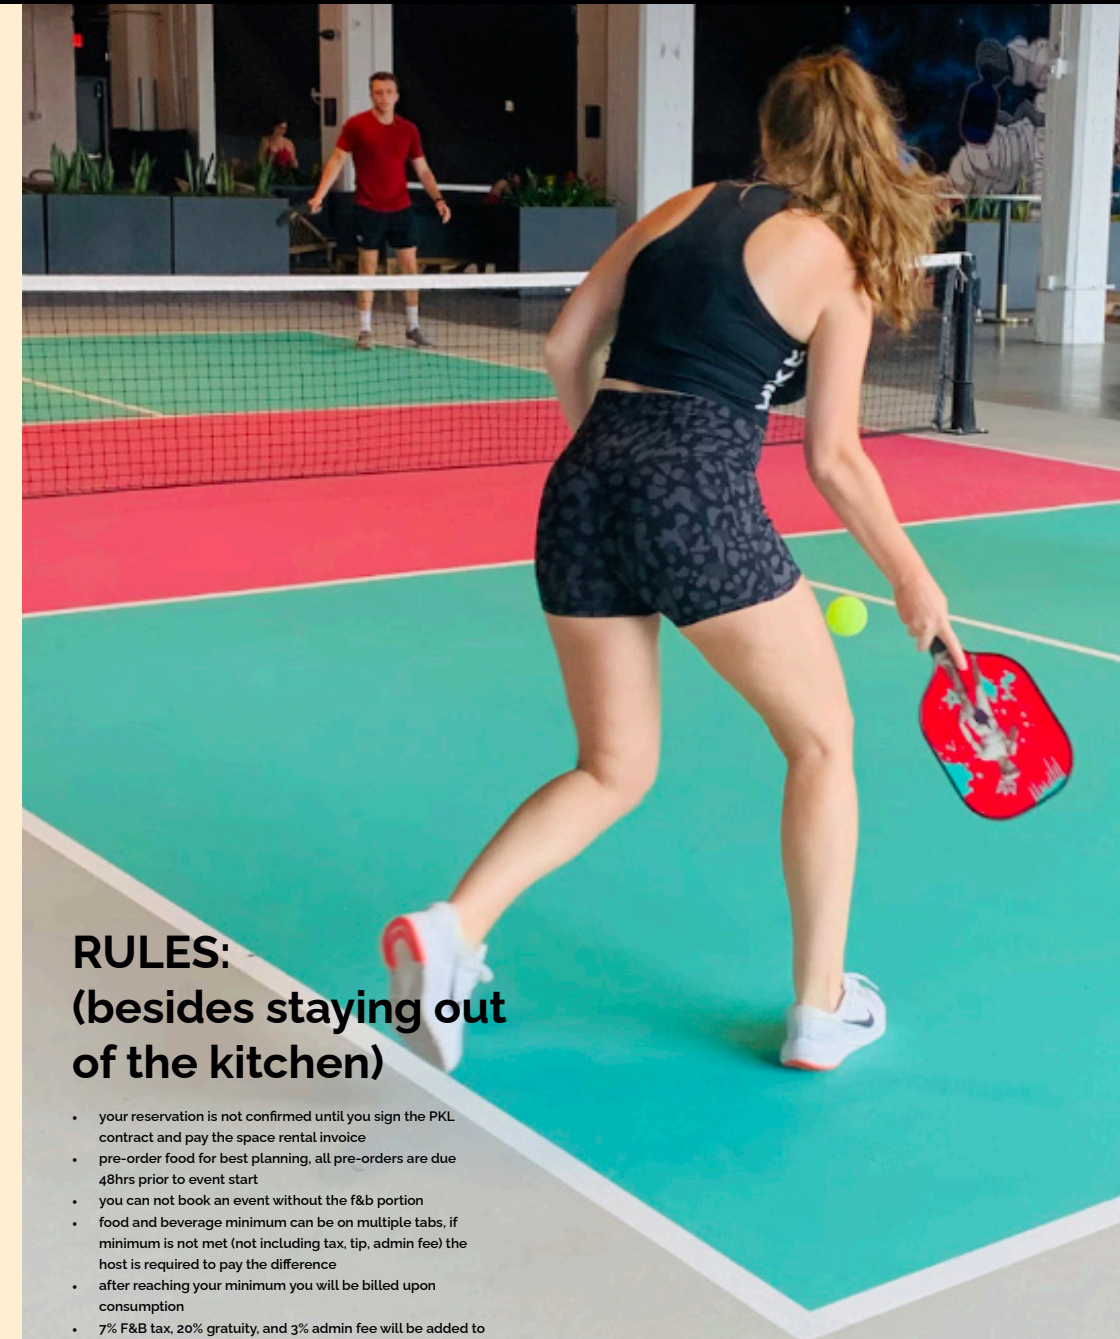 RULES:
(besides staying out
of the kitchen)
• your reservation is not confirmed until you sign the PKL
contract and pay the space rental invoice
• pre-order food for best planning, all pre-orders are due
48hrs prior to event start
• you can not book an event without the f&b portion
• food and beverage minimum can be on multiple tabs, if
minimum is not met (not including tax, tip, admin fee) the
host is required to pay the difference
• after reaching your minimum you will be billed upon
consumption
• 7% F&B tax, 20% gratuity, and 3% admin fee will be added to